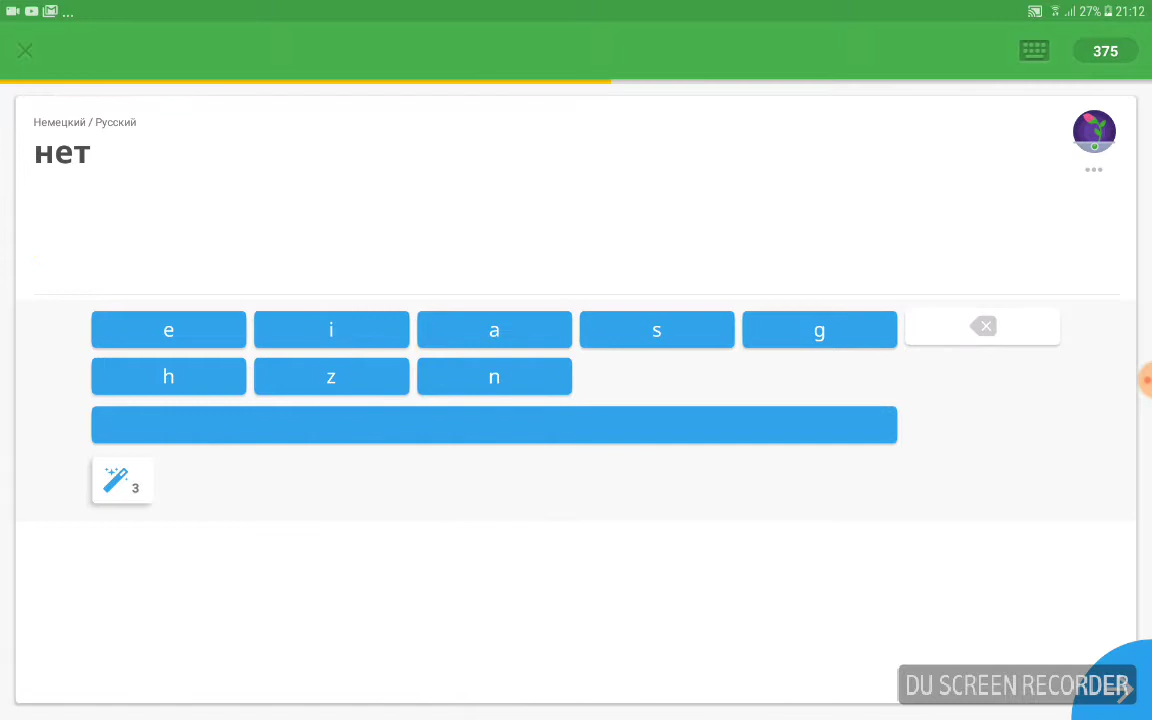 ... 27% 21:12
375
Немецкий / Русский
нет
e i a s g
h z n
3
DU SCREEN RECORDER